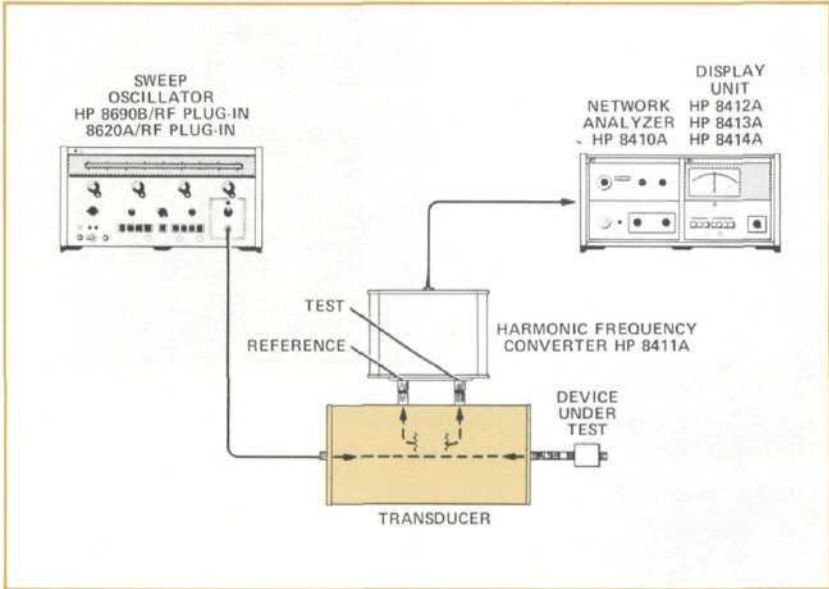 SWEEP
OSCILLATOR
HP 8690B/RF PLUG-IN
8620A/RF PLUG-IN
NETWORK
ANALYZER
HP 8410A
DISPLAY
UNIT
HP 8412A
HP 8413A
HP 8414A
TEST
REFERENCE
HARMONIC FREQUENCY
CONVERTER HP 8411A
DEVICE
UNDER
TEST
TRANSDUCER